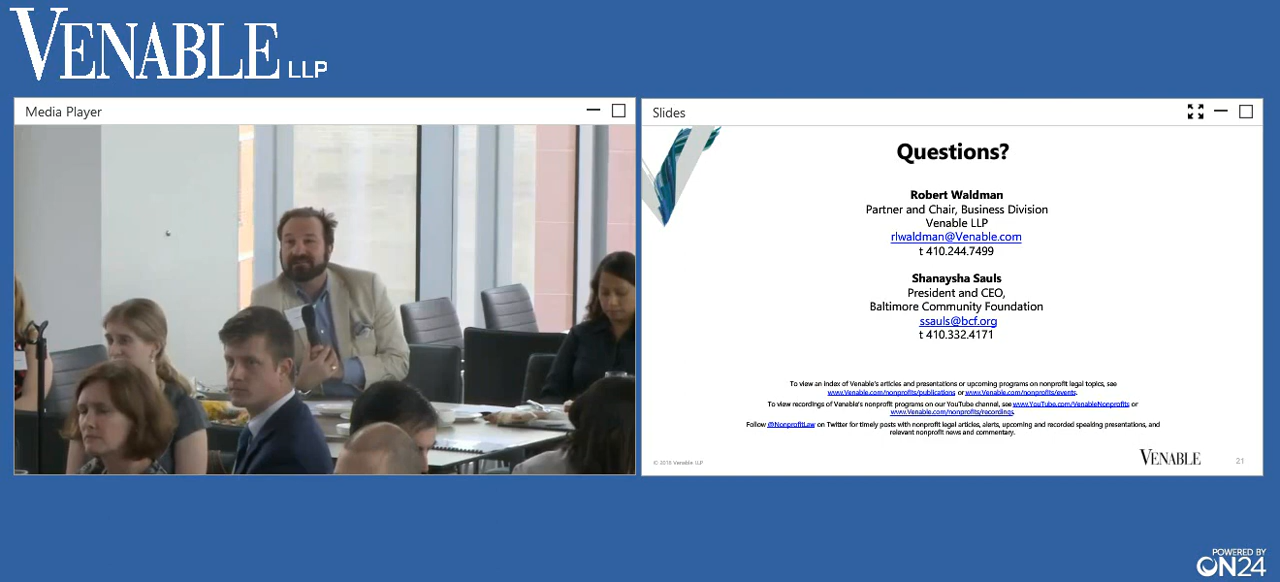 VENABLE LLP
Media Player
Slides
Questions?
Robert Waldman
Partner and Chair, Business Division
Venable LLP
rlwaldman@Venable.com
t 410.244.7499
Shanaysha Sauls
President and CEO,
Baltimore Community Foundation
ssauls@bcf.org
t 410.332.4171
To view an index of Venable's articles and presentations or upcoming programs on nonprofit legal topics, see
www.Venable.com/nonprofits/publications or www.Venable.com/nonprofits/events.
To view recordings of Venable's nonprofit programs on our YouTube channel, see www.YouTube.com/VenableNonprofits or
www.Venable.com/nonprofits/recordings.
Follow @NonprofitLaw on Twitter for timely posts with nonprofit legal articles, alerts, upcoming and recorded speaking presentations, and
relevant nonprofit news and commentary.
© 2018 Venable LLP
VENABLE
21
POWERED BY
ON24